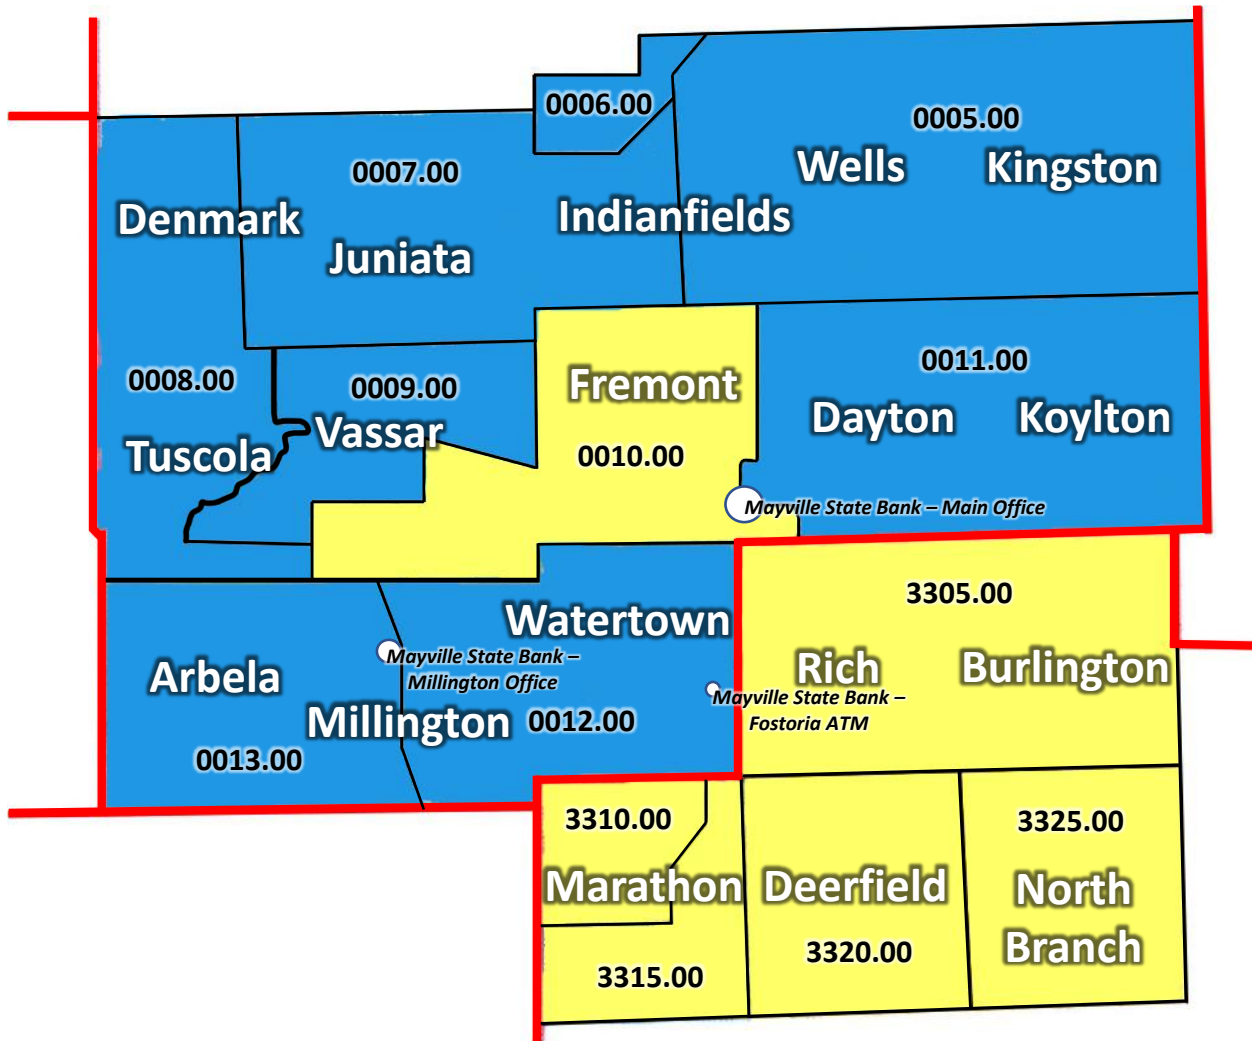 0006.00
0005.00
Wells
Kingston
0007.00
Denmark
Indianfields
Juniata
0008.00
0009.00
Fremont
0011.00
Vassar
Dayton
Koylton
Tuscola
0010.00
Mayville State Bank – Main Office
3305.00
Watertown
Rich
Burlington
Mayville State Bank –
Millington Office
Arbela
Mayville State Bank –
Fostoria ATM
Millington
0012.00
0013.00
3310.00
3325.00
Marathon
Deerfield
North
Branch
3320.00
3315.00